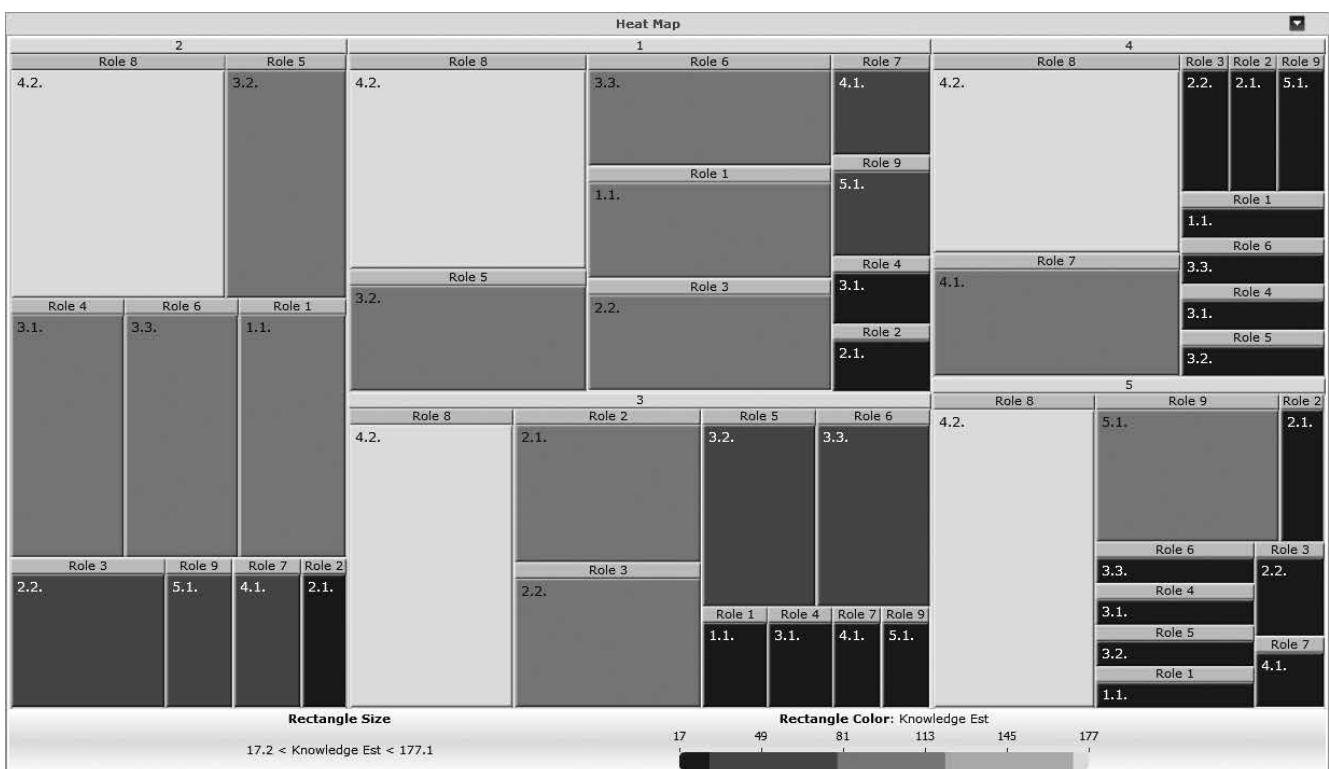 Heat Map
2
Role 8 Role 5
4.2. 3.2.
Role 4 Role 6 Role 1
3.1. 3.3. 1.1.
Role 3 Role 9 Role 7 Role 2
2.2. 5.1. 4.1. 2.1.
1
Role 8 Role 6 Role 7
4.2. 3.3. 4.1.
Role 9
Role 1 5.1.
1.1.
Role 4
Role 5 Role 3 3.1.
3.2. 2.2.
Role 2
2.1.
3
Role 8 Role 2 Role 5 Role 6
4.2. 2.1. 3.2. 3.3.
Role 3
2.2.
Role 1 Role 4 Role 7 Role 9
1.1. 3.1. 4.1. 5.1.
4
Role 8 Role 3 Role 2 Role 9
4.2. 2.2. 2.1. 5.1.
Role 1
1.1.
Role 6
Role 7 3.3.
4.1. Role 4
3.1.
Role 5
3.2.
5
Role 8 Role 9 Role 2
4.2. 5.1. 2.1.
Role 6 Role 3
3.3. 2.2.
Role 4
3.1.
Role 5
3.2. Role 7
Role 1 4.1.
1.1.
Rectangle Size
17.2 < Knowledge Est < 177.1
Rectangle Color: Knowledge Est
17 49 81 113 145 177